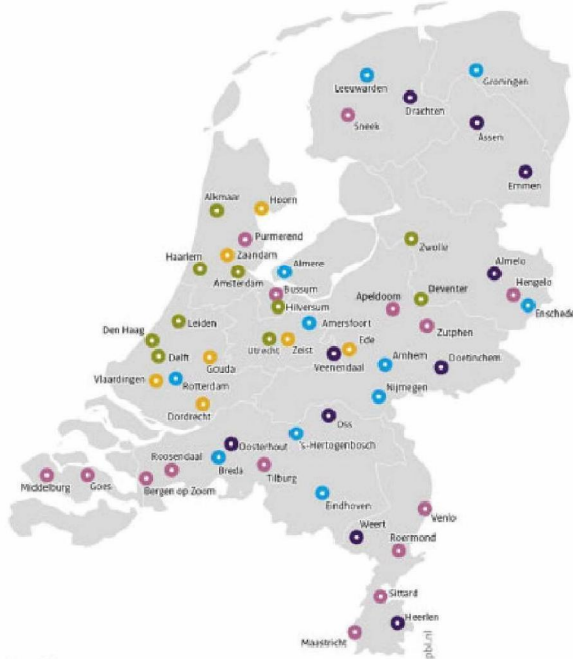 Leeuwarden
Groningen
Drachten
Sneek
Assen
Emmen
Alkmaar
Hoorn
Purmerend
Zwolle
Zaandam
Haarlem
Almere
Almelo
Amsterdam
Hengelo
Bussum
Deventer
Apeldoorn
Hilversum
Enschede
Leiden
Amersfoort
Zutphen
Den Haag
Utrecht
Zeist
Ede
Delft
Gouda
Veenendaal
Arnhem
Doetinchem
Vlaardingen
Rotterdam
Nijmegen
Dordrecht
Oss
Oosterhout
's-Hertogenbosch
Roosendaal
Breda
Tilburg
Middelburg
Goes
Bergen op Zoom
Eindhoven
Venlo
Weert
Roermond
Sittard
Heerlen
Maastricht
pbl.nl